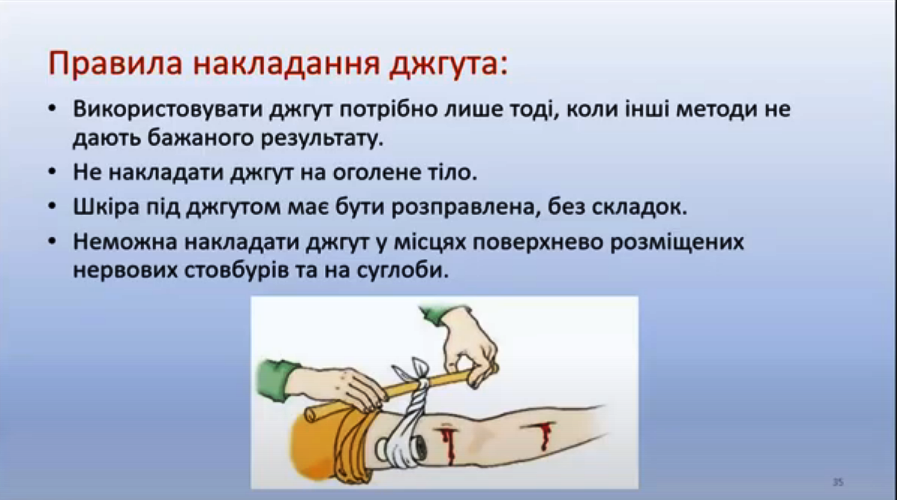 Правила накладання джгута:
• Використовувати джгут потрібно лише тоді, коли інші методи не
дають бажаного результату.
• Не накладати джгут на оголене тіло.
• Шкіра під джгутом має бути розправлена, без складок.
• Неможна накладати джгут у місцях поверхнево розміщених
нервових стовбурів та на суглоби.
35